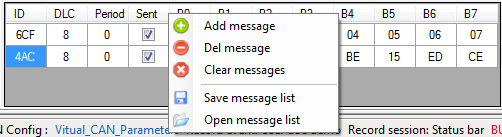 ID DLC Period Sent B4 B5 B6 B7
6CF 8 0 04 05 06 07
4AC 8 0 BE 15 ED CE
Add message
Del message
Clear messages
Save message list
Open message list
Config : Vitual_CAN_Paramete Record session: Status bar